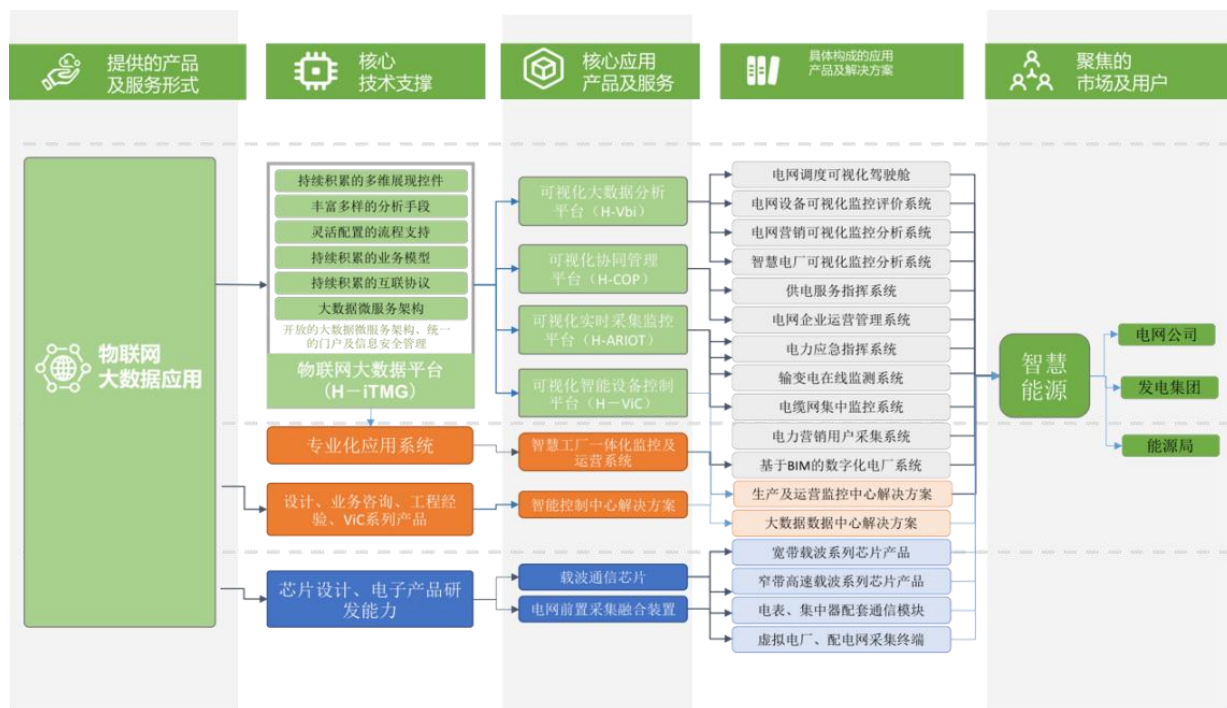 提供的产品
及服务形式
核心
技术支撑
核心应用
产品及服务
具体构成的应用
产品及解决方案
聚焦的
市场及用户
物联网
大数据应用
持续积累的多维展现控件
丰富多样的分析手段
灵活配置的流程支持
持续积累的业务模型
持续积累的互联协议
大数据微服务架构
开放的大数据微服务架构、统一
的门户及信息安全管理
物联网大数据平台
(H－iTMG)
专业化应用系统
设计、业务咨询、工程经
验、ViC系列产品
芯片设计、电子产品研
发能力
可视化大数据分析
平台（H-Vbi）
可视化协同管理
平台（H-COP）
可视化实时采集监控
平台（H-ARIOT）
可视化智能设备控制
平台（H－ViC）
智慧工厂一体化监控及
运营系统
智能控制中心解决方案
载波通信芯片
电网前置采集融合装置
电网调度可视化驾驶舱
电网设备可视化监控评价系统
电网营销可视化监控分析系统
智慧电厂可视化监控分析系统
供电服务指挥系统
电网企业运营管理系统
电力应急指挥系统
输变电在线监测系统
电缆网集中监控系统
电力营销用户采集系统
基于BIM的数字化电厂系统
生产及运营监控中心解决方案
大数据数据中心解决方案
宽带载波系列芯片产品
窄带高速载波系列芯片产品
电表、集中器配套通信模块
虚拟电厂、配电网采集终端
智慧
能源
电网公司
发电集团
能源局